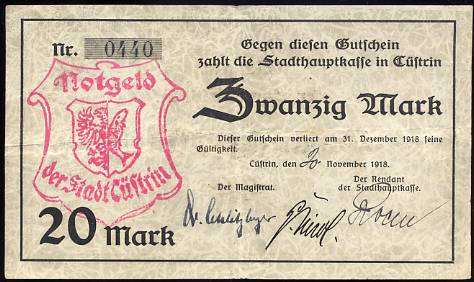 Nr. 0440
Gegen diesen Gutschein
zahlt die Stadthauptkasse in Cüstrin
Zwanzig Mark
Notgeld
der Stadt Cüstrin
Dieser Gutschein verliert am 31. Dezember 1918 seine
Gültigkeit.
Cüstrin, den November 1918.
Der Magistrat.
Der Rendant
der Stadthauptkasse.
20 Mark